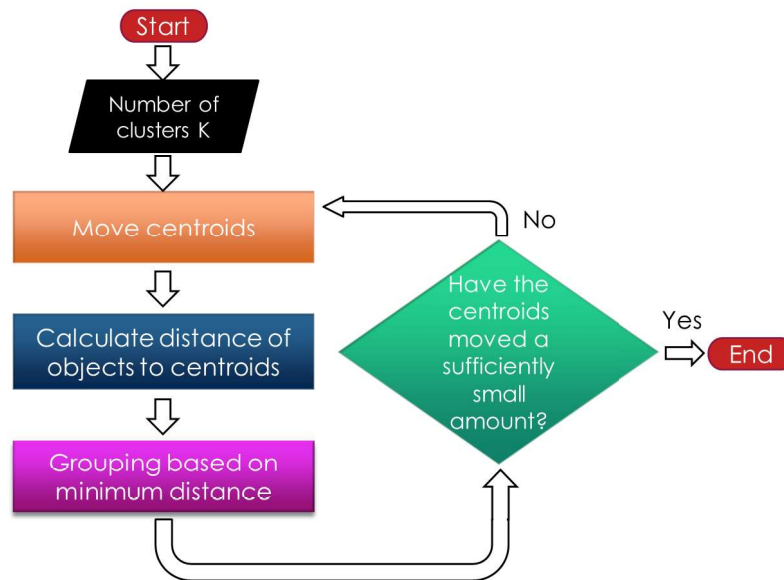 Start
Number of
clusters K
Move centroids
Calculate distance of
objects to centroids
Grouping based on
minimum distance
Have the
centroids
moved a
sufficiently
small
amount?
No
Yes
End